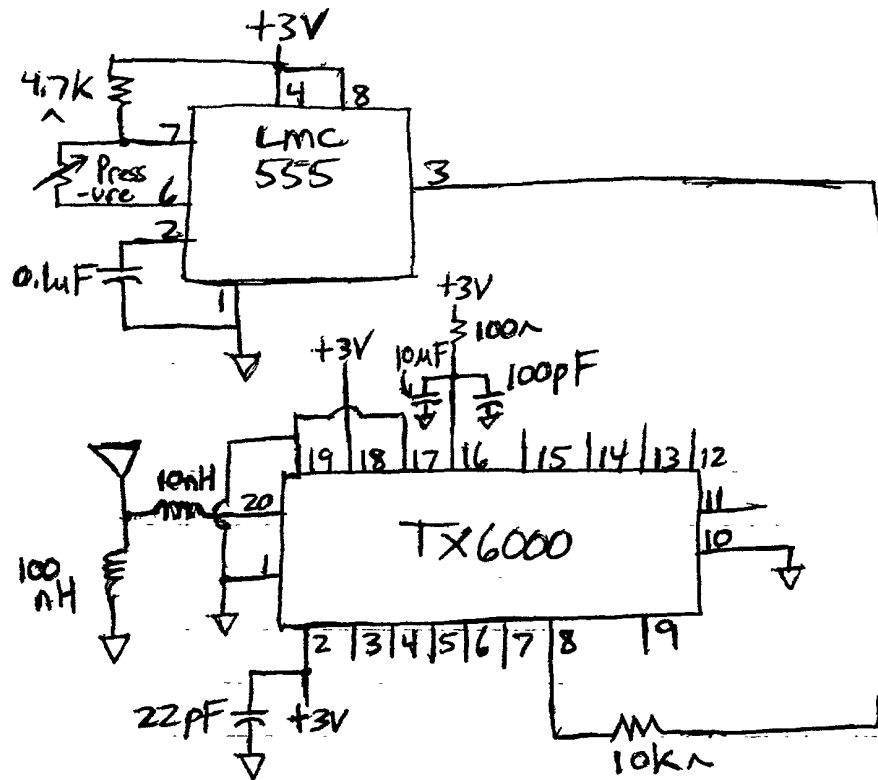 +3V
4.7K
4 8
7
LMC
555
Press
-ure
6
3
2
0.1uF
1
+3V
100Ω
+3V
10µF
100pF
19 18 17 16 15 14 13 12
10nH
20
11
TX6000
10
100
nH
1
2 3 4 5 6 7 8 9
22pF
+3V
10KΩ